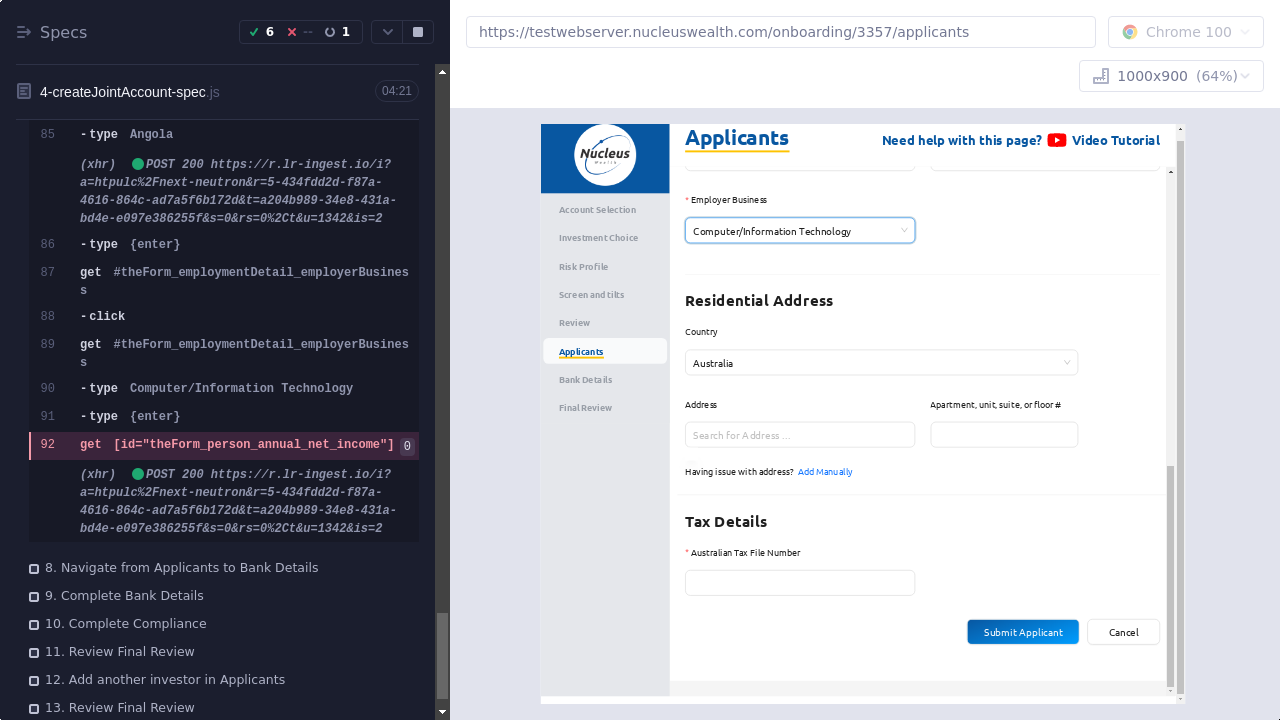 Specs
6
--
1
4-createJointAccount-spec.js
04:21
85 -type Angola
(xhr) POST 200 https://r.lr-ingest.io/i?
a=htpulc%2Fnext-neutron&r=5-434fdd2d-f87a-
4616-864c-ad7a5f6b172d&t=a204b989-34e8-431a-
bd4e-e097e386255f&s=0&rs=0%2Ct&u=1342&is=2
86 -type {enter}
87 get #theForm_employmentDetail_employerBusines
s
88 -click
89 get #theForm_employmentDetail_employerBusines
s
90 -type Computer/Information Technology
91 -type {enter}
92 get [id="theForm_person_annual_net_income"] 0
(xhr) POST 200 https://r.lr-ingest.io/i?
a=htpulc%2Fnext-neutron&r=5-434fdd2d-f87a-
4616-864c-ad7a5f6b172d&t=a204b989-34e8-431a-
bd4e-e097e386255f&s=0&rs=0%2Ct&u=1342&is=2
8. Navigate from Applicants to Bank Details
9. Complete Bank Details
10. Complete Compliance
11. Review Final Review
12. Add another investor in Applicants
13. Review Final Review
https://testwebserver.nucleuswealth.com/onboarding/3357/applicants
Chrome 100
1000x900 (64%)
Nucleus
Wealth
Account Selection
Investment Choice
Risk Profile
Screen and tilts
Review
Applicants
Bank Details
Final Review
Applicants
Need help with this page? Video Tutorial
* Employer Business
Computer/Information Technology
Residential Address
Country
Australia
Address
Apartment, unit, suite, or floor #
Search for Address ...
Having issue with address? Add Manually
Tax Details
* Australian Tax File Number
Submit Applicant
Cancel